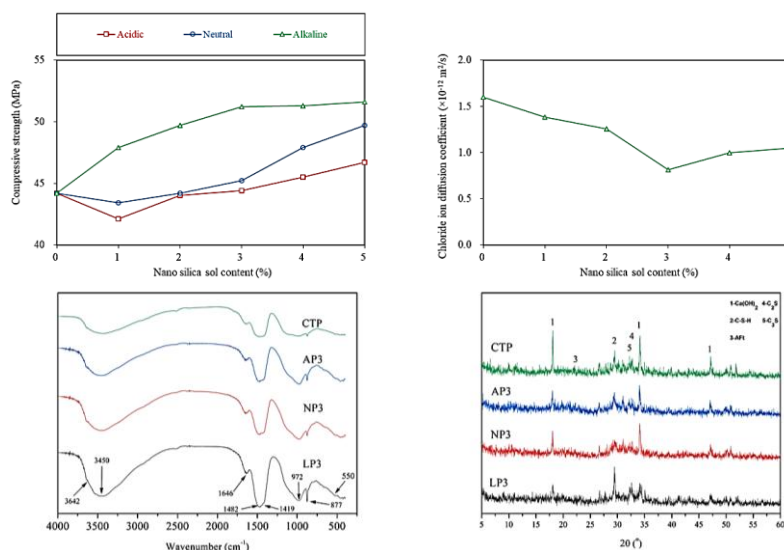 Acidic Neutral Alkaline
Compressive strength (MPa)
55
50
45
40
0 1 2 3 4 5
Nano silica sol content (%)
Chloride ion diffusion coefficient (×10⁻¹² m²/s)
2.0
1.5
1.0
0.5
0.0
0 1 2 3 4
Nano silica sol content (%)
CTP
AP3
NP3
LP3
3642
3450
1646
1482
1419
972
877
550
4000 3500 3000 2500 2000 1500 1000 500
Wavenumber (cm⁻¹)
1-Ca(OH)₂ 4-C₃S
2-C-S-H 5-C₂S
3-AFt
1
3
2
4
5
1
1
CTP
AP3
NP3
LP3
5 10 15 20 25 30 35 40 45 50 55 60
2θ (°)